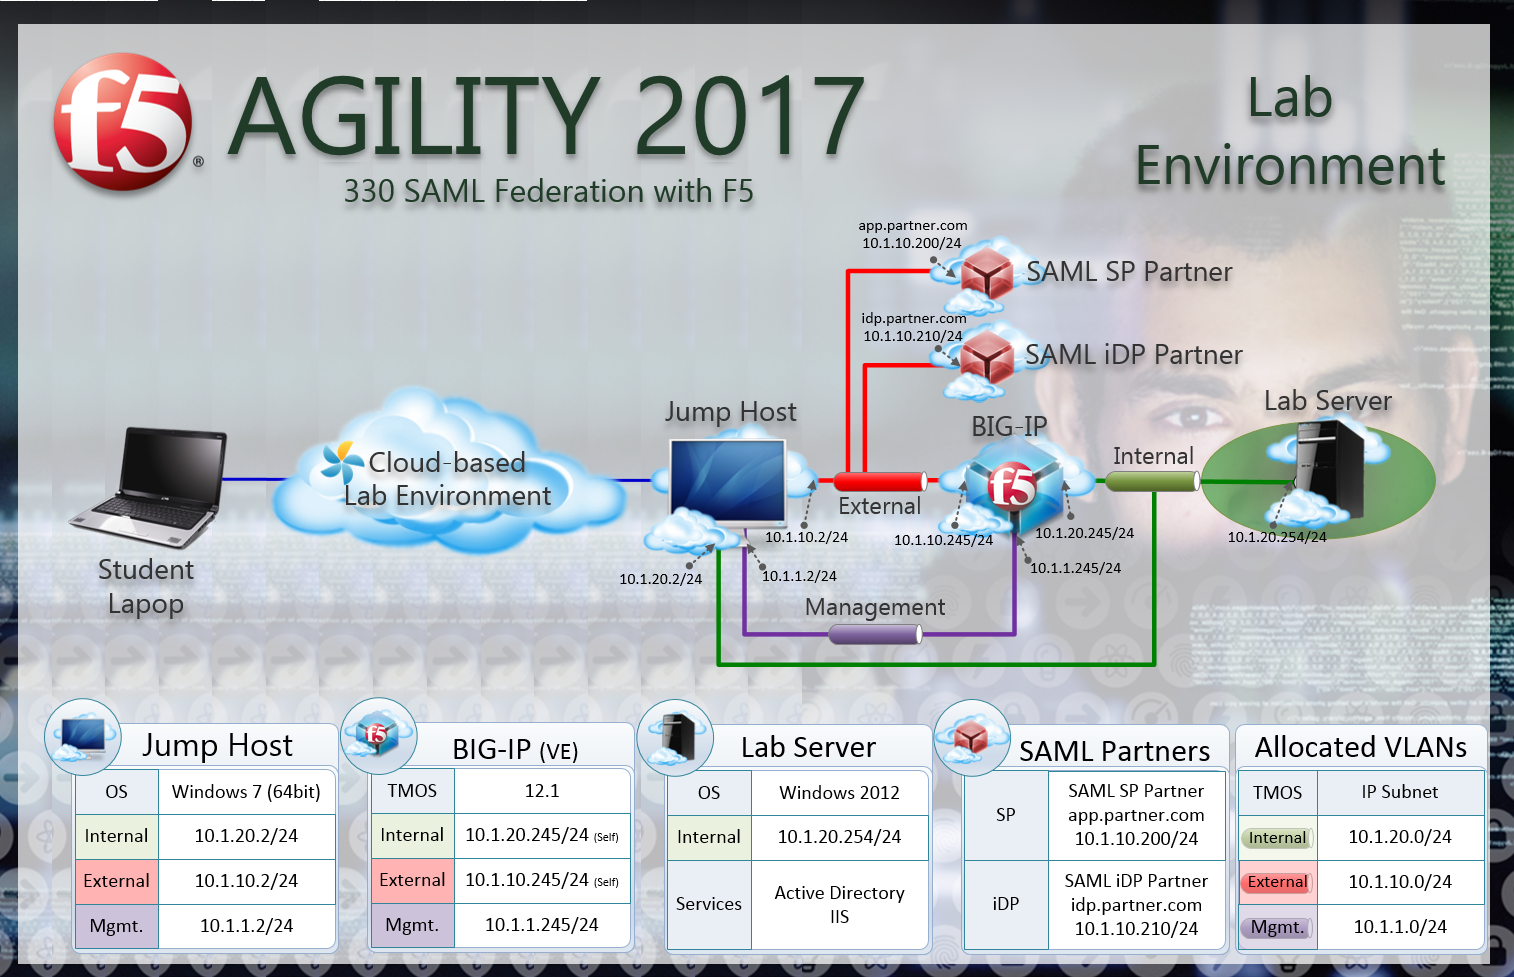 f5
®
AGILITY 2017
330 SAML Federation with F5
Lab
Environment
app.partner.com
10.1.10.200/24
SAML SP Partner
idp.partner.com
10.1.10.210/24
SAML iDP Partner
Jump Host
BIG-IP
Lab Server
Cloud-based
Lab Environment
Internal
f5
External
10.1.10.2/24
10.1.10.245/24
10.1.20.245/24
10.1.20.254/24
Student
Lapop
10.1.20.2/24
10.1.1.2/24
10.1.1.245/24
Management
Jump Host
OS
Windows 7 (64bit)
Internal
10.1.20.2/24
External
10.1.10.2/24
Mgmt.
10.1.1.2/24
f5
BIG-IP (VE)
TMOS
12.1
Internal
10.1.20.245/24 (Self)
External
10.1.10.245/24 (Self)
Mgmt.
10.1.1.245/24
Lab Server
OS
Windows 2012
Internal
10.1.20.254/24
Services
Active Directory
IIS
SAML Partners
SP
SAML SP Partner
app.partner.com
10.1.10.200/24
iDP
SAML iDP Partner
idp.partner.com
10.1.10.210/24
Allocated VLANs
TMOS
IP Subnet
Internal
10.1.20.0/24
External
10.1.10.0/24
Mgmt.
10.1.1.0/24